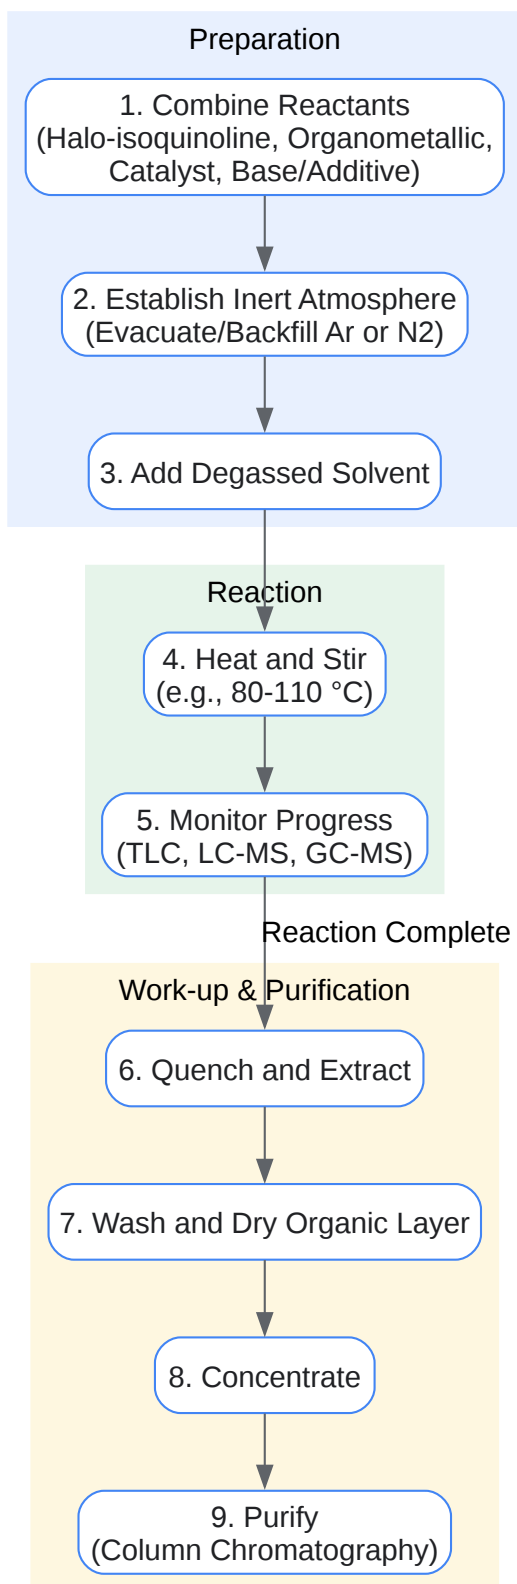 Preparation
1. Combine Reactants
(Halo-isoquinoline, Organometallic,
Catalyst, Base/Additive)
2. Establish Inert Atmosphere
(Evacuate/Backfill Ar or N2)
3. Add Degassed Solvent
Reaction
4. Heat and Stir
(e.g., 80-110 °C)
5. Monitor Progress
(TLC, LC-MS, GC-MS)
Reaction Complete
Work-up & Purification
6. Quench and Extract
7. Wash and Dry Organic Layer
8. Concentrate
9. Purify
(Column Chromatography)